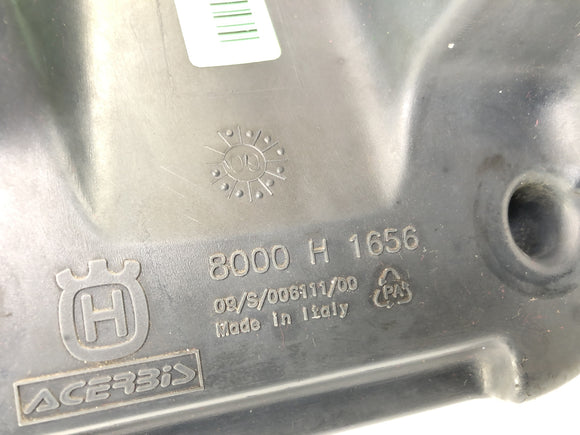 8000 H 1656
09/S/006111/00
Made in Italy
PA
H
ACERBIS